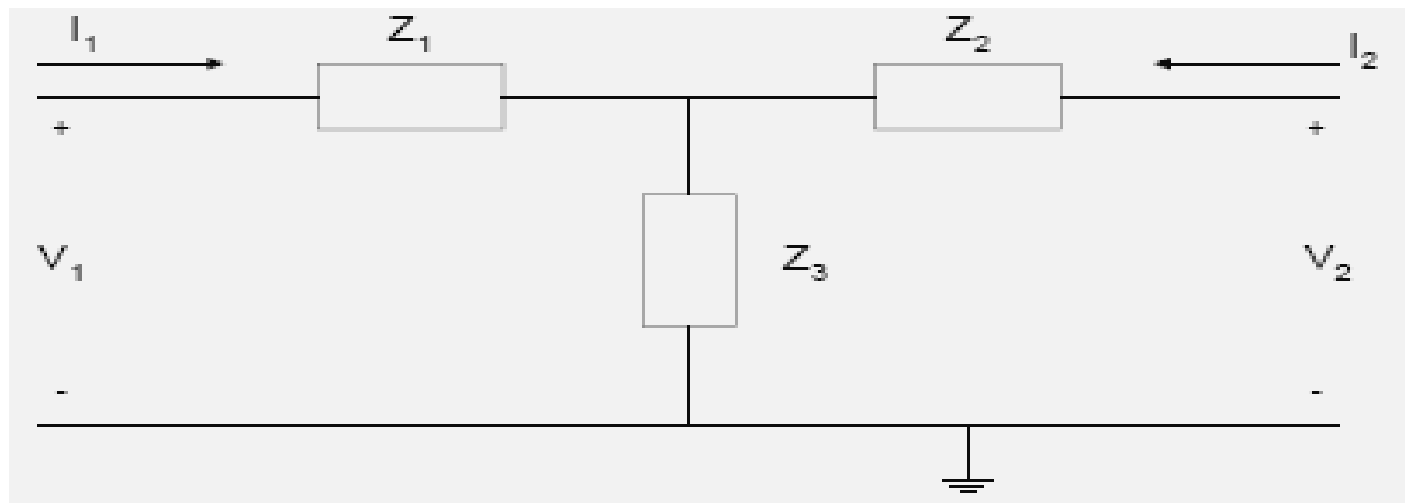 I₁ Z₁ Z₂ I₂
+ +
V₁ Z₃ V₂
- -